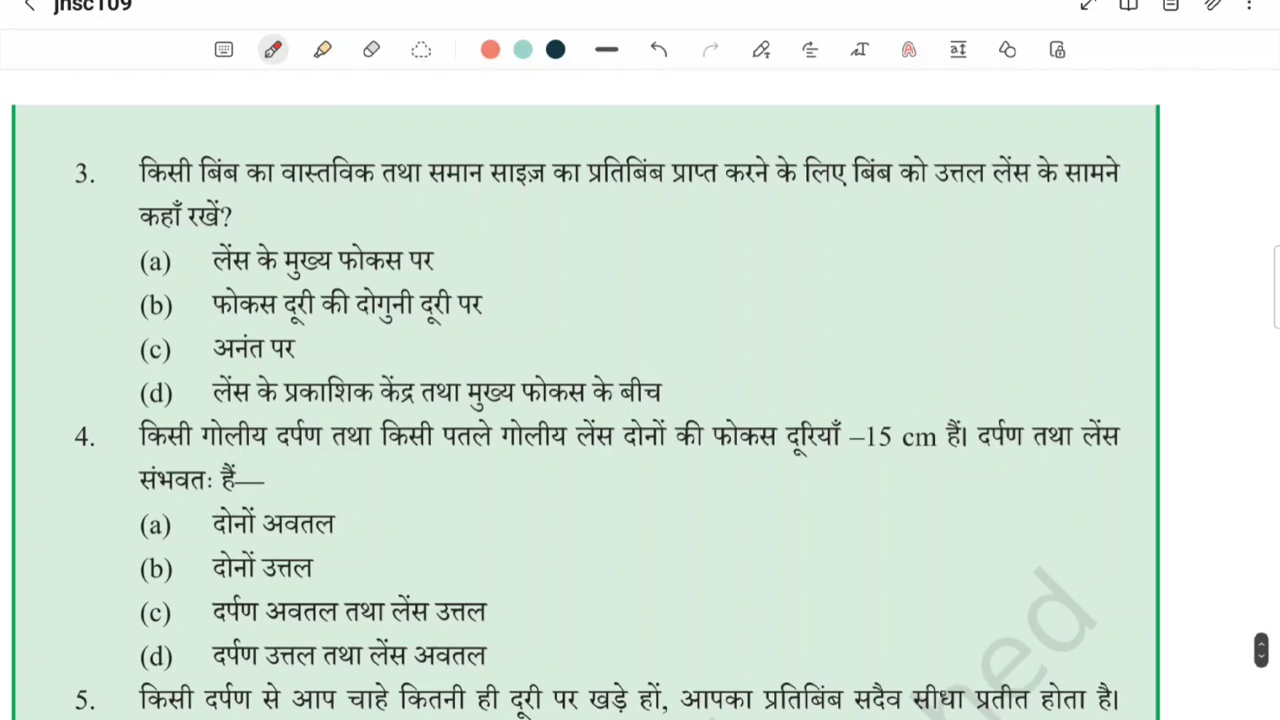 jhsc109
3. किसी बिंब का वास्तविक तथा समान साइज़ का प्रतिबिंब प्राप्त करने के लिए बिंब को उत्तल लेंस के सामने
कहाँ रखें?
(a) लेंस के मुख्य फोकस पर
(b) फोकस दूरी की दोगुनी दूरी पर
(c) अनंत पर
(d) लेंस के प्रकाशिक केंद्र तथा मुख्य फोकस के बीच
4. किसी गोलीय दर्पण तथा किसी पतले गोलीय लेंस दोनों की फोकस दूरियाँ –15 cm हैं। दर्पण तथा लेंस
संभवतः हैं—
(a) दोनों अवतल
(b) दोनों उत्तल
(c) दर्पण अवतल तथा लेंस उत्तल
(d) दर्पण उत्तल तथा लेंस अवतल
5. किसी दर्पण से आप चाहे कितनी ही दूरी पर खड़े हों, आपका प्रतिबिंब सदैव सीधा प्रतीत होता है।